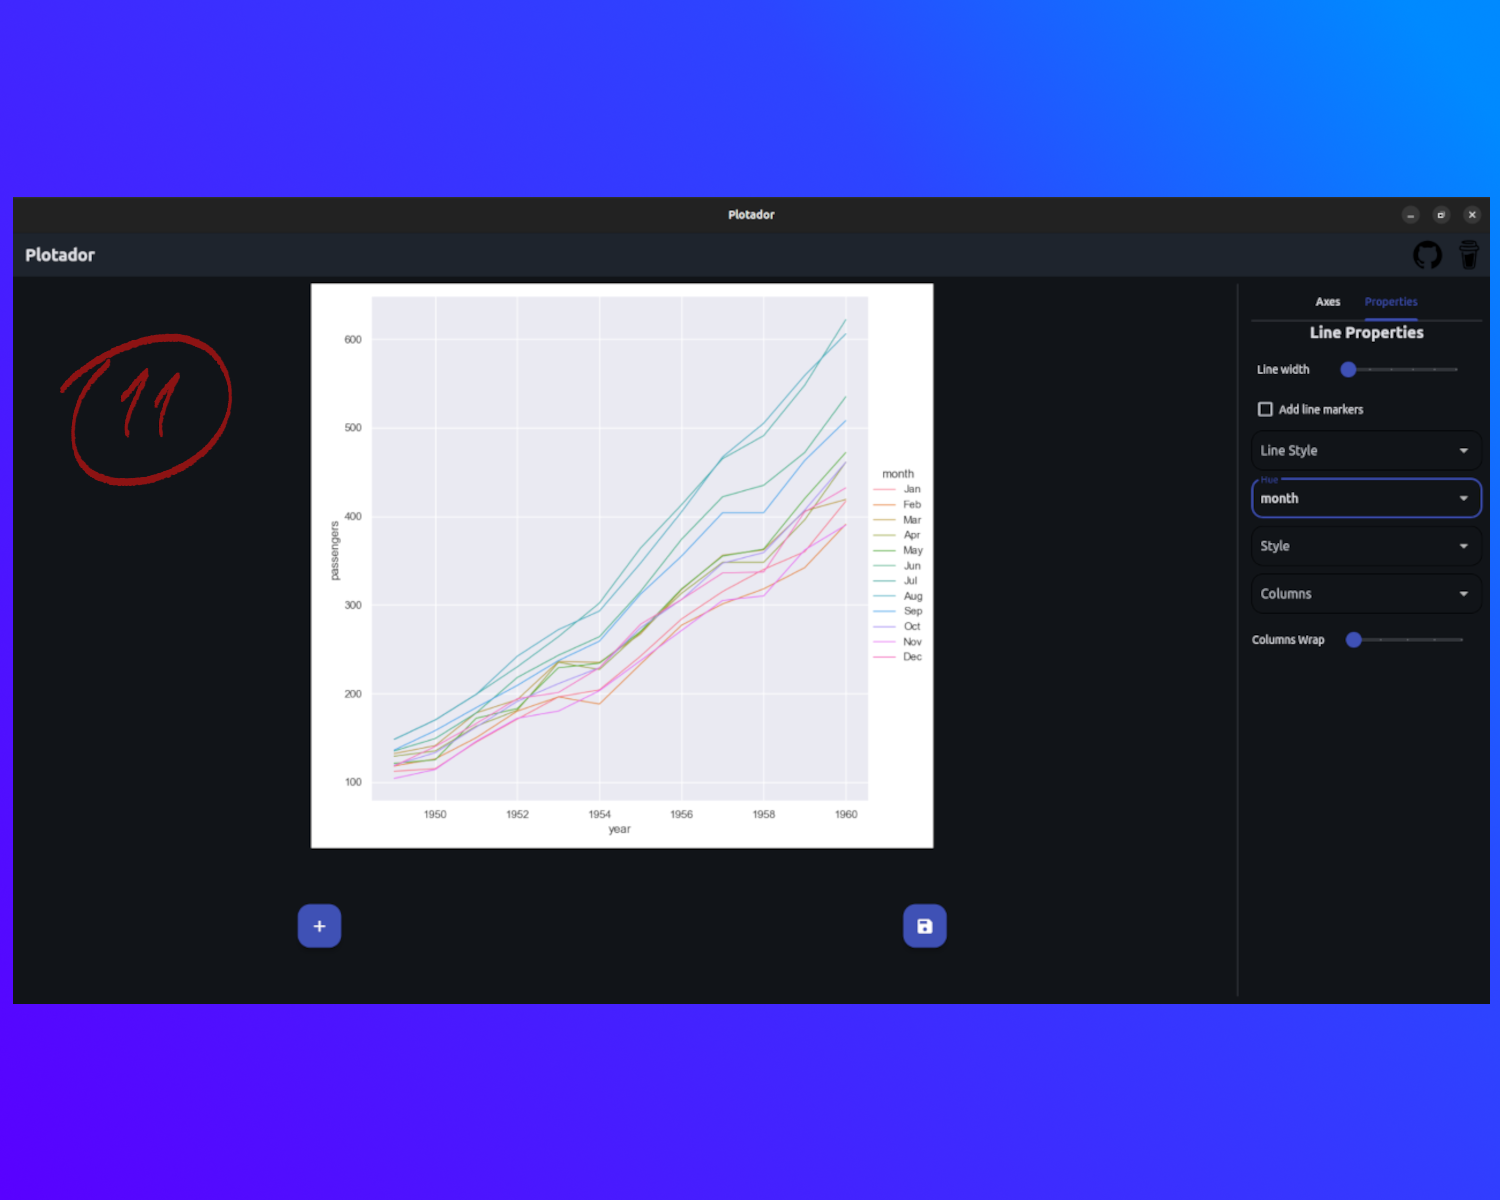 Plotador
Plotador
11
600
500
400
300
200
100
passengers
1950 1952 1954 1956 1958 1960
year
month
Jan
Feb
Mar
Apr
May
Jun
Jul
Aug
Sep
Oct
Nov
Dec
+
Axes Properties
Line Properties
Line width
Add line markers
Line Style
Hue
month
Style
Columns
Columns Wrap